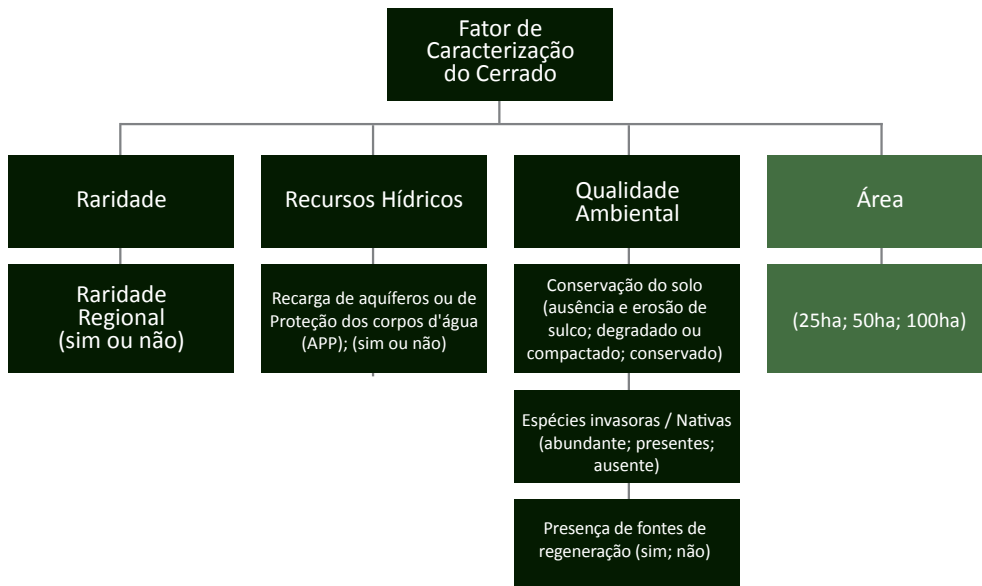 Fator de
Caracterização
do Cerrado
Raridade
Recursos Hídricos
Qualidade
Ambiental
Área
Raridade
Regional
(sim ou não)
Recarga de aquíferos ou de
Proteção dos corpos d'água
(APP); (sim ou não)
Conservação do solo
(ausência e erosão de
sulco; degradado ou
compactado; conservado)
(25ha; 50ha; 100ha)
Espécies invasoras / Nativas
(abundante; presentes;
ausente)
Presença de fontes de
regeneração (sim; não)